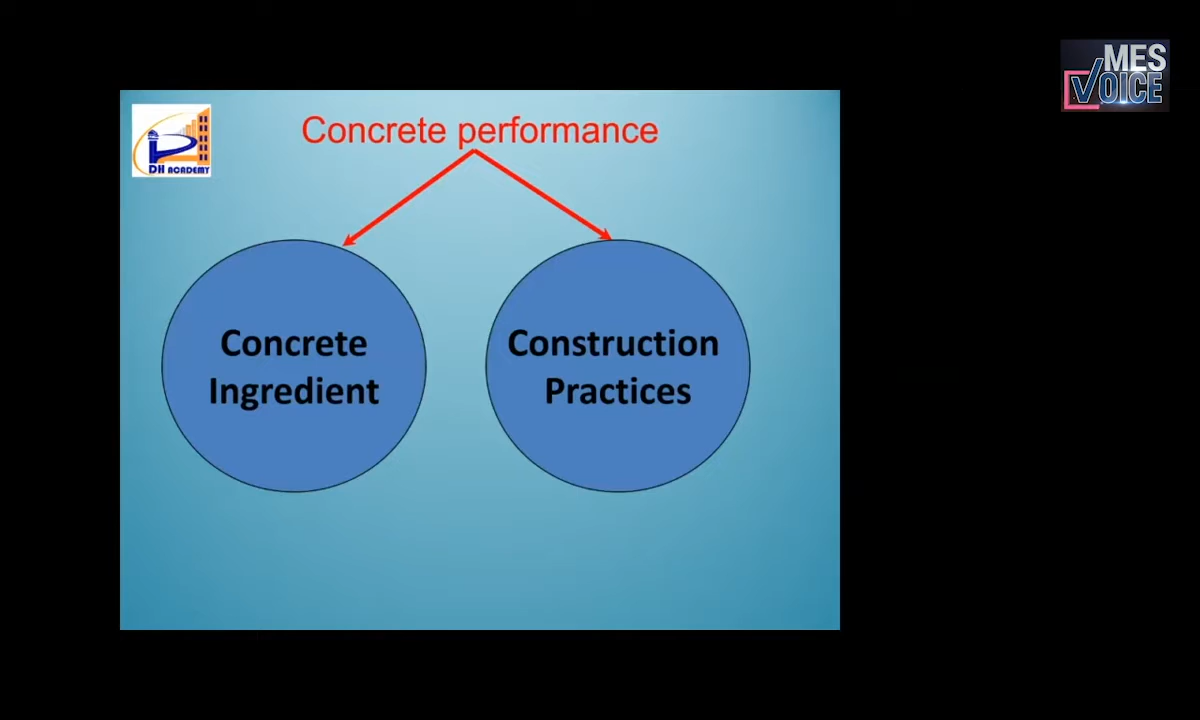 MES
VOICE
Concrete performance
DH ACADEMY
Concrete
Ingredient
Construction
Practices